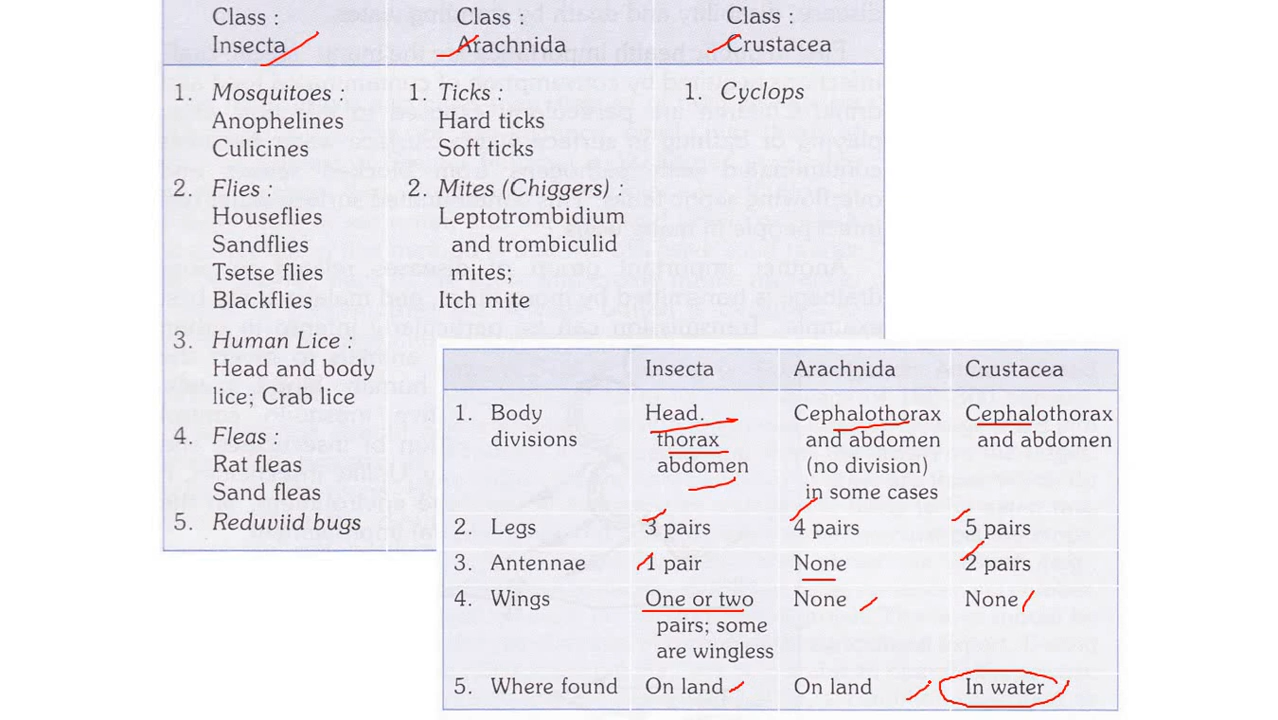 Class :
Insecta
Class :
Arachnida
Class :
Crustacea
1. Mosquitoes :
Anophelines
Culicines
2. Flies :
Houseflies
Sandflies
Tsetse flies
Blackflies
3. Human Lice :
Head and body
lice; Crab lice
4. Fleas :
Rat fleas
Sand fleas
5. Reduviid bugs
1. Ticks :
Hard ticks
Soft ticks
2. Mites (Chiggers) :
Leptotrombidium
and trombiculid
mites;
Itch mite
1. Cyclops
Insecta Arachnida Crustacea
1. Body Head. Cephalothorax Cephalothorax
divisions thorax and abdomen and abdomen
abdomen (no division)
in some cases
2. Legs 3 pairs 4 pairs 5 pairs
3. Antennae 1 pair None 2 pairs
4. Wings One or two None None
pairs; some
are wingless
5. Where found On land On land In water